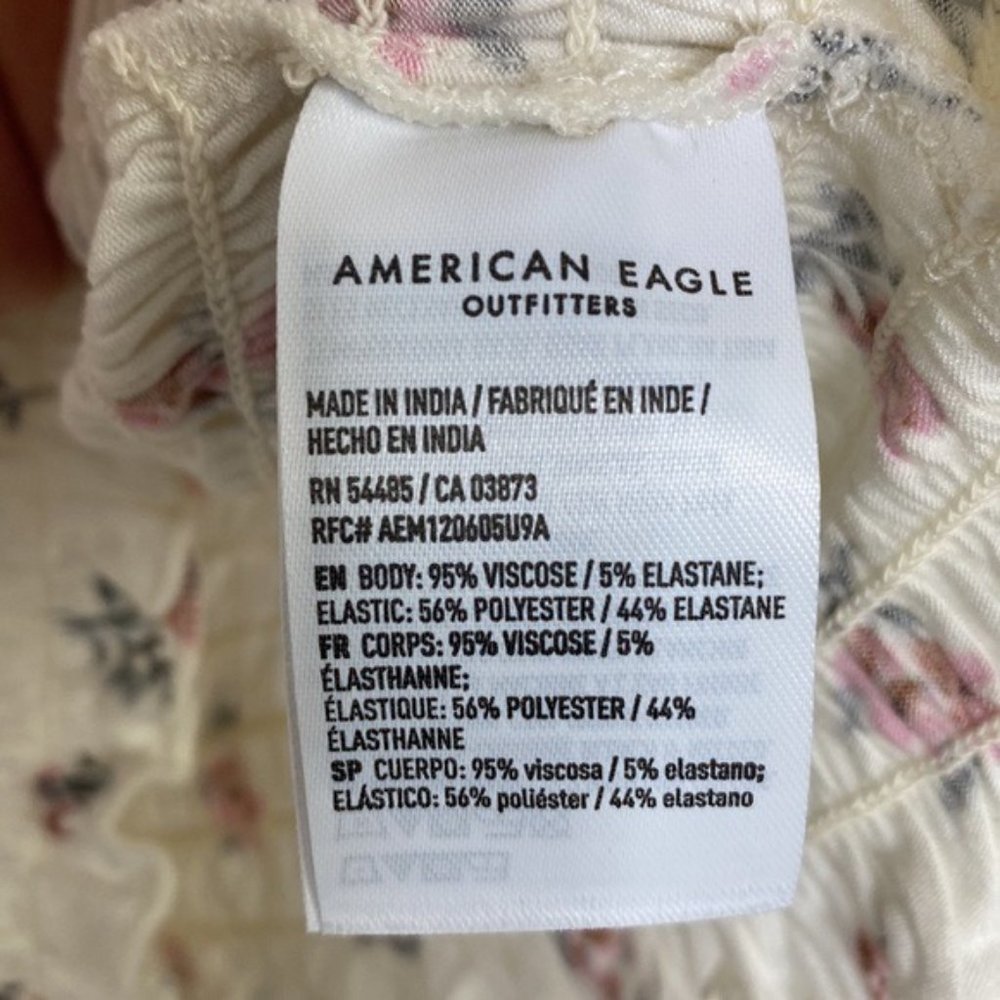 AMERICAN EAGLE
OUTFITTERS
MADE IN INDIA / FABRIQUÉ EN INDE /
HECHO EN INDIA
RN 54485 / CA 03873
RFC# AEM120605U9A
EN BODY: 95% VISCOSE / 5% ELASTANE;
ELASTIC: 56% POLYESTER / 44% ELASTANE
FR CORPS: 95% VISCOSE / 5%
ÉLASTHANNE;
ÉLASTIQUE: 56% POLYESTER / 44%
ÉLASTHANNE
SP CUERPO: 95% viscosa / 5% elastano;
ELÁSTICO: 56% poliéster / 44% elastano